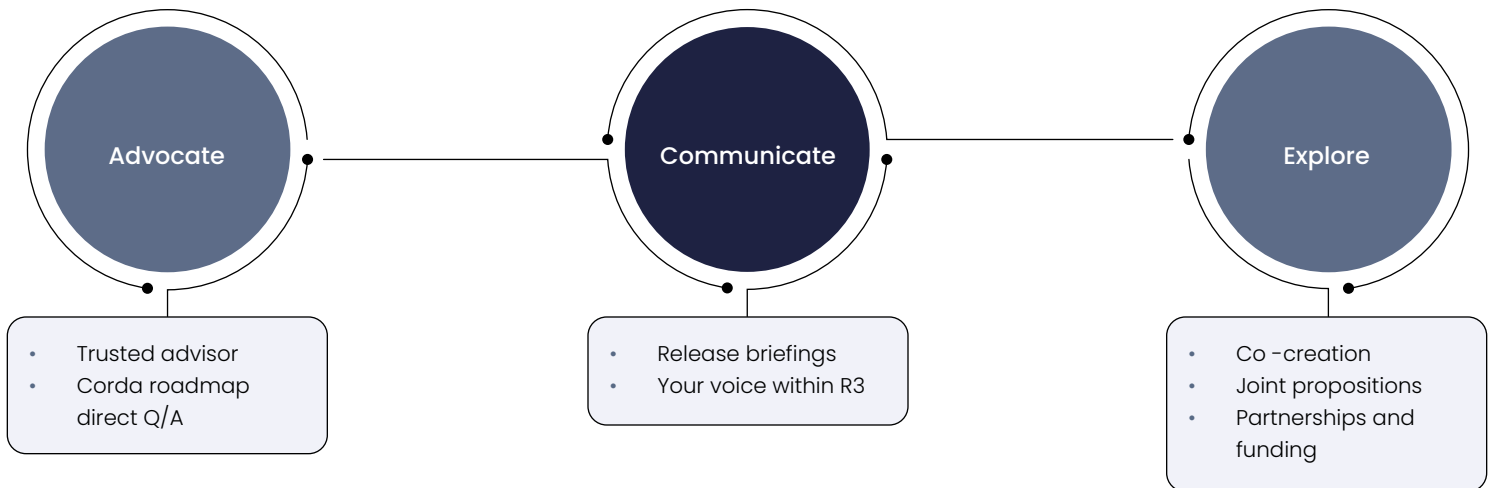 Advocate
Communicate
Explore
• Trusted advisor
• Corda roadmap
direct Q/A
• Release briefings
• Your voice within R3
• Co -creation
• Joint propositions
• Partnerships and
funding